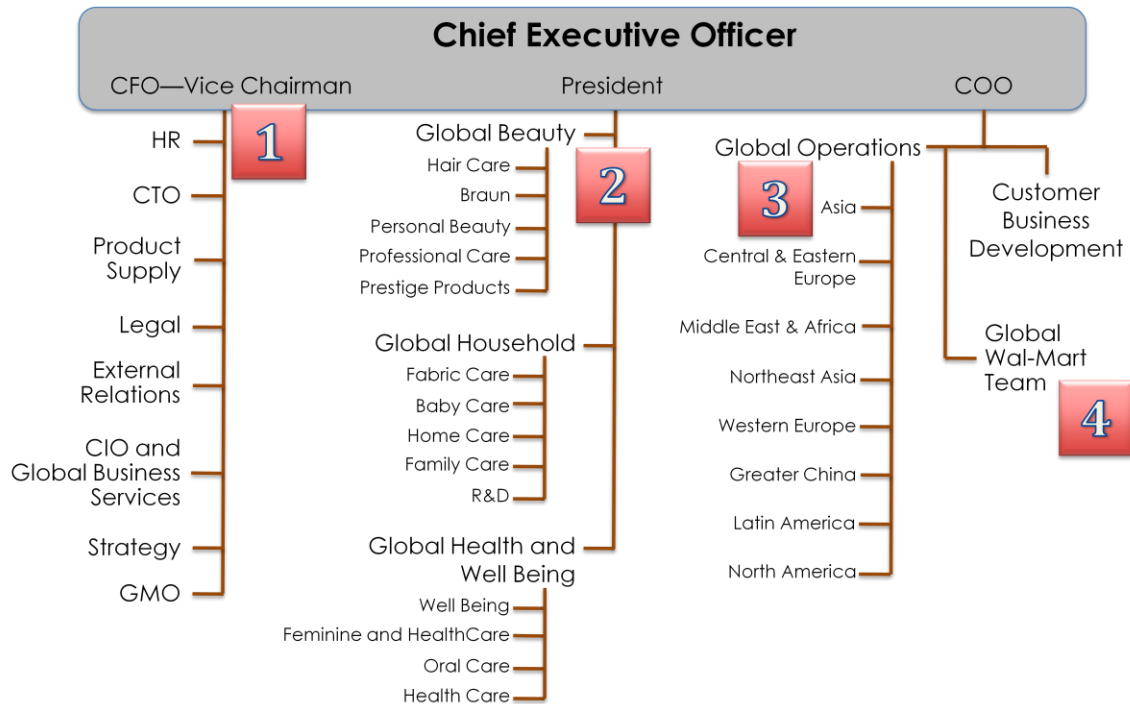 Chief Executive Officer
CFO—Vice Chairman
President
COO
1
HR
CTO
Product
Supply
Legal
External
Relations
CIO and
Global Business
Services
Strategy
GMO
2
Global Beauty
Hair Care
Braun
Personal Beauty
Professional Care
Prestige Products
Global Household
Fabric Care
Baby Care
Home Care
Family Care
R&D
Global Health and
Well Being
Well Being
Feminine and HealthCare
Oral Care
Health Care
Global Operations
3
Asia
Central & Eastern
Europe
Middle East & Africa
Northeast Asia
Western Europe
Greater China
Latin America
North America
Customer
Business
Development
Global
Wal-Mart
Team
4